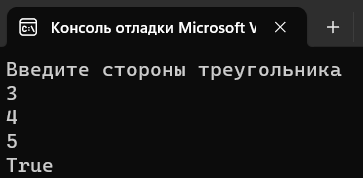 Консоль отладки Microsoft V
Введите стороны треугольника
3
4
5
True